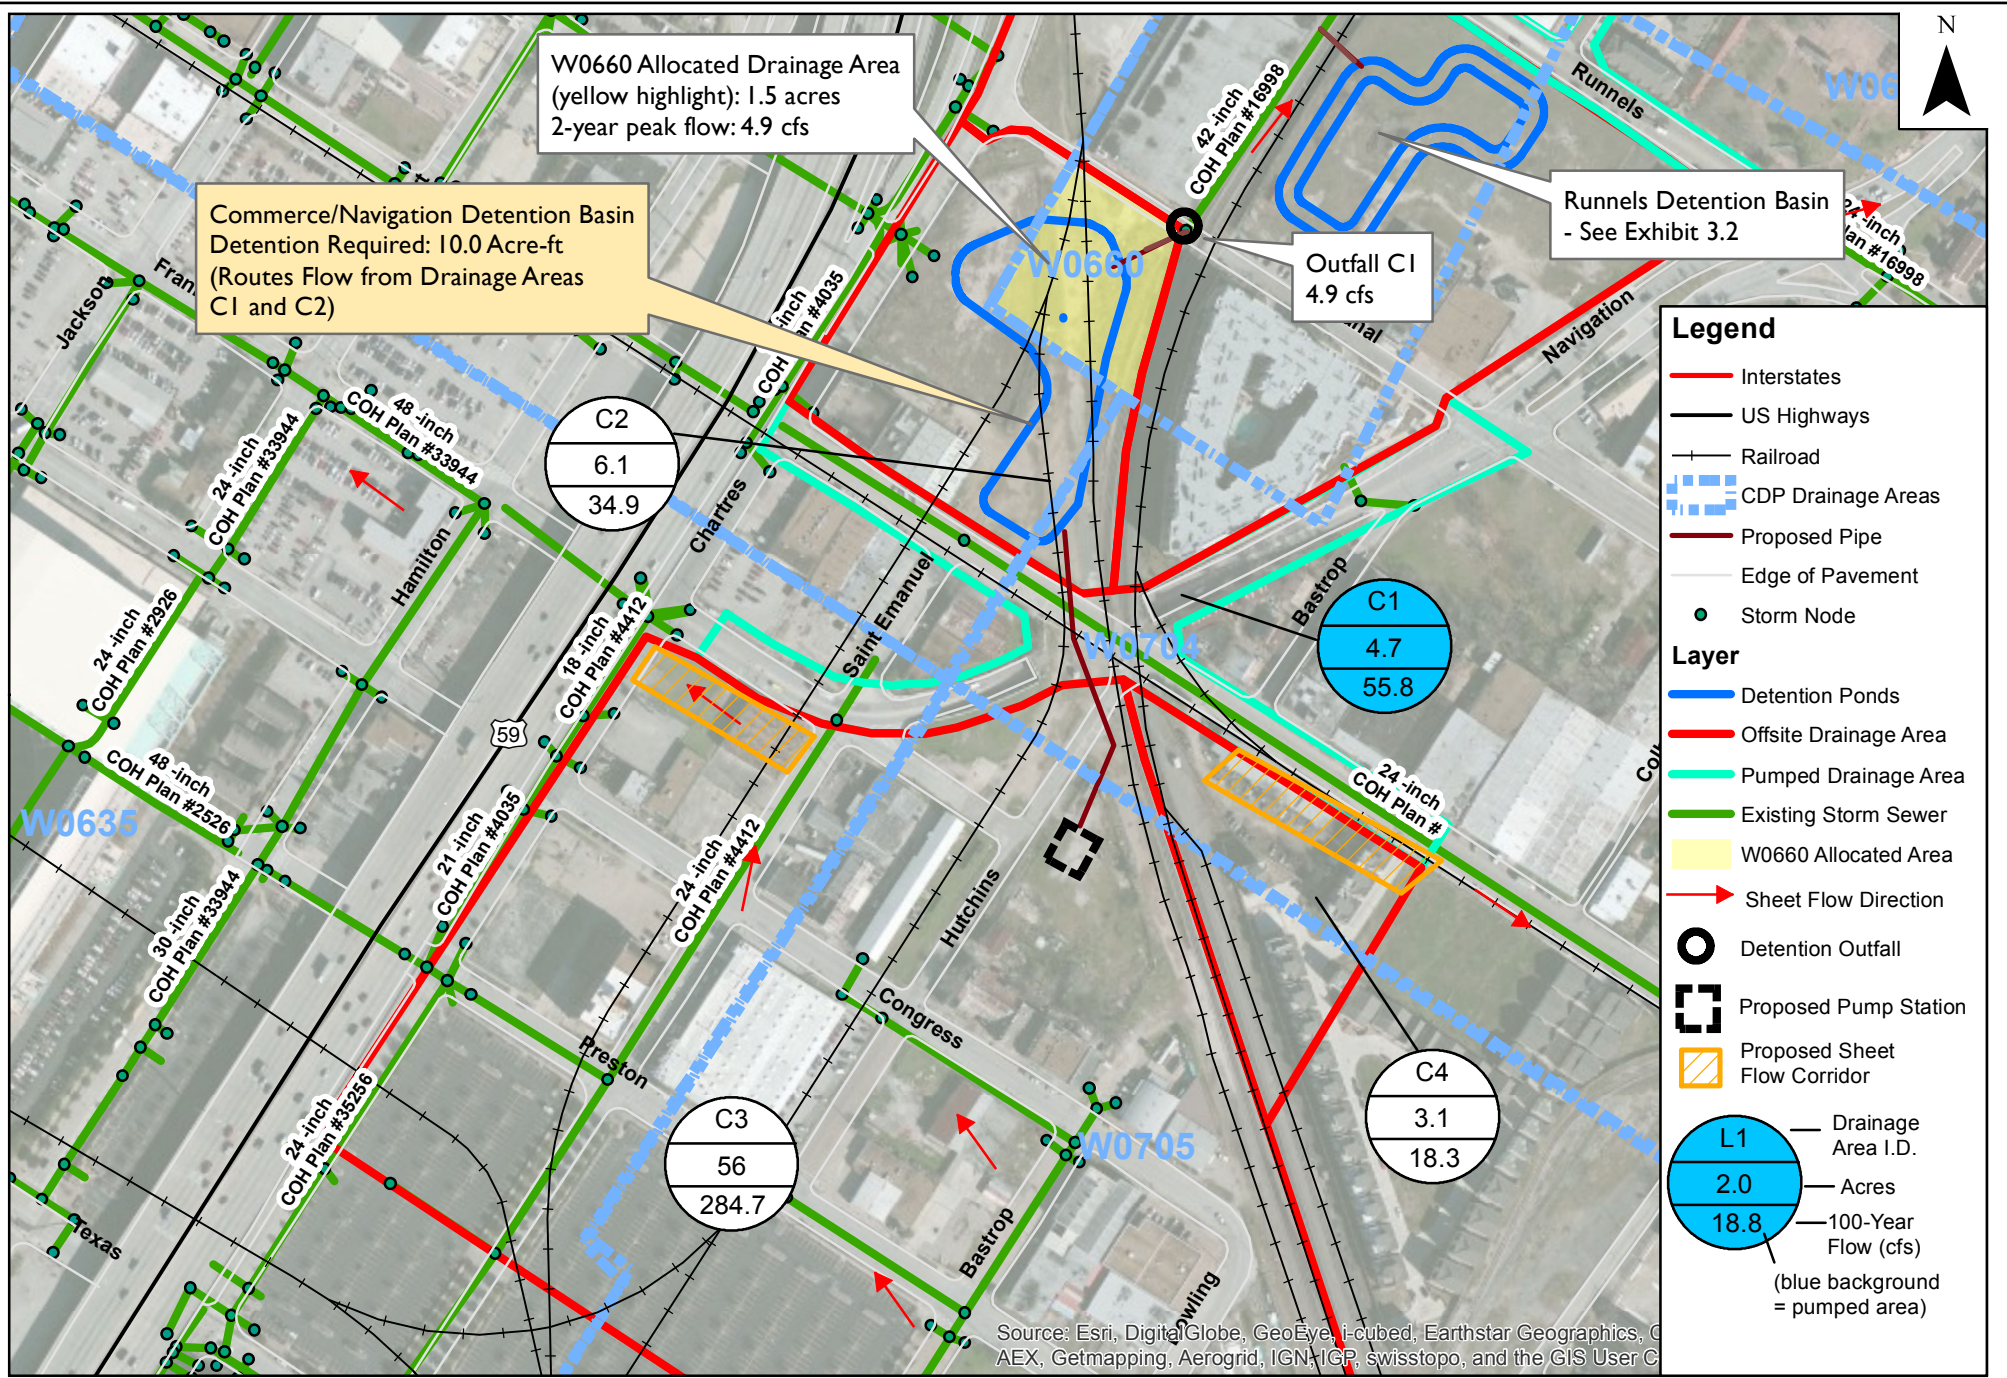 N
W0660 Allocated Drainage Area
(yellow highlight): 1.5 acres
2-year peak flow: 4.9 cfs
Commerce/Navigation Detention Basin
Detention Required: 10.0 Acre-ft
(Routes Flow from Drainage Areas
C1 and C2)
Runnels Detention Basin
- See Exhibit 3.2
Outfall C1
4.9 cfs
42 -inch
COH Plan #16998
Runnels
24 -inch
#16998
Navigation
W0660
Jackson
-inch
#4035
COH
48 -inch
COH Plan #33944
24 -inch
COH Plan #33944
C2
6.1
34.9
Chartres
Hamilton
Saint Emanuel
Bastrop
C1
4.7
55.8
W0704
24 -inch
COH Plan #2926
18 -inch
COH Plan #4412
59
48 -inch
COH Plan #2526
W0635
21 -inch
COH Plan #4035
24 -inch
COH Plan #4412
24 -inch
COH Plan #
30 -inch
COH Plan #33944
Hutchins
Congress
Preston
24 -inch
COH Plan #35256
C3
56
284.7
C4
3.1
18.3
W0705
Texas
Bastrop
Source: Esri, DigitalGlobe, GeoEye, i-cubed, Earthstar Geographics,
AEX, Getmapping, Aerogrid, IGN, IGP, swisstopo, and the GIS User
Legend
Interstates
US Highways
Railroad
CDP Drainage Areas
Proposed Pipe
Edge of Pavement
Storm Node
Layer
Detention Ponds
Offsite Drainage Area
Pumped Drainage Area
Existing Storm Sewer
W0660 Allocated Area
Sheet Flow Direction
Detention Outfall
Proposed Pump Station
Proposed Sheet
Flow Corridor
L1
2.0
18.8
Drainage
Area I.D.
Acres
100-Year
Flow (cfs)
(blue background
= pumped area)